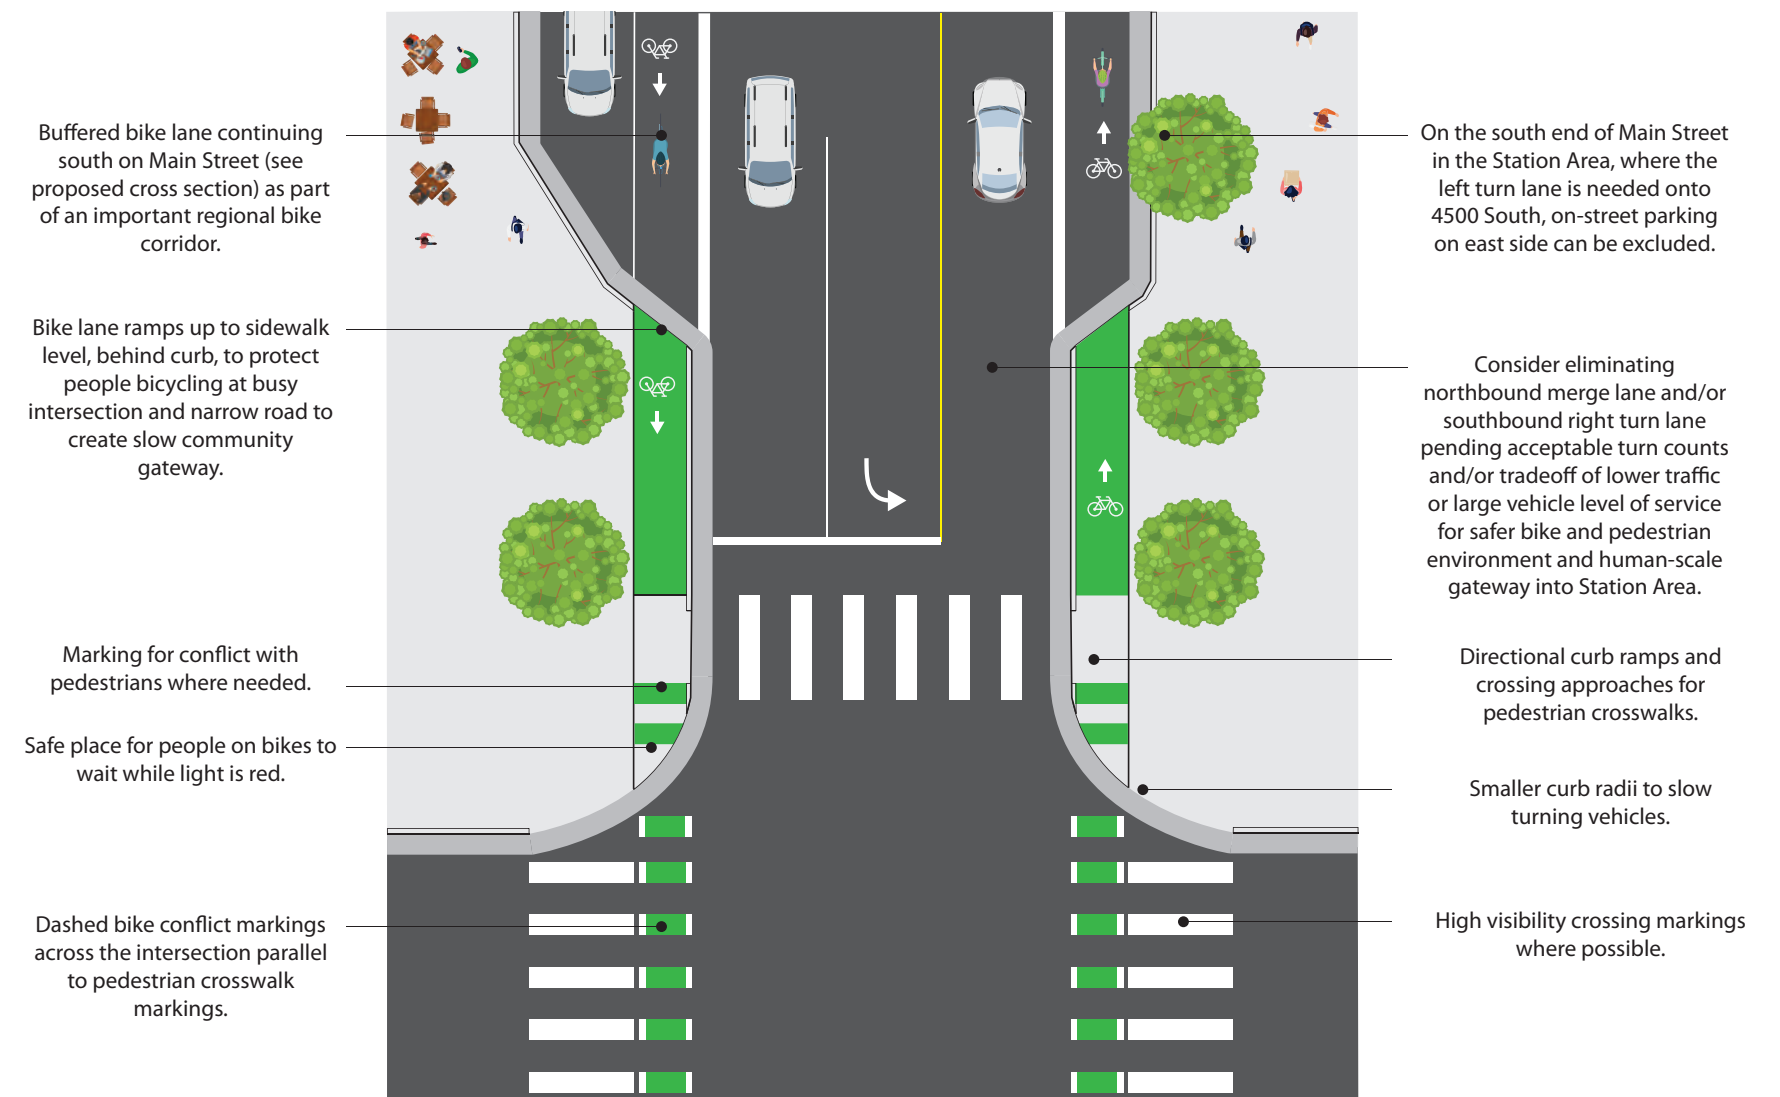 Buffered bike lane continuing
south on Main Street (see
proposed cross section) as part
of an important regional bike
corridor.
Bike lane ramps up to sidewalk
level, behind curb, to protect
people bicycling at busy
intersection and narrow road to
create slow community
gateway.
Marking for conflict with
pedestrians where needed.
Safe place for people on bikes to
wait while light is red.
Dashed bike conflict markings
across the intersection parallel
to pedestrian crosswalk
markings.
On the south end of Main Street
in the Station Area, where the
left turn lane is needed onto
4500 South, on-street parking
on east side can be excluded.
Consider eliminating
northbound merge lane and/or
southbound right turn lane
pending acceptable turn counts
and/or tradeoff of lower traffic
or large vehicle level of service
for safer bike and pedestrian
environment and human-scale
gateway into Station Area.
Directional curb ramps and
crossing approaches for
pedestrian crosswalks.
Smaller curb radii to slow
turning vehicles.
High visibility crossing markings
where possible.